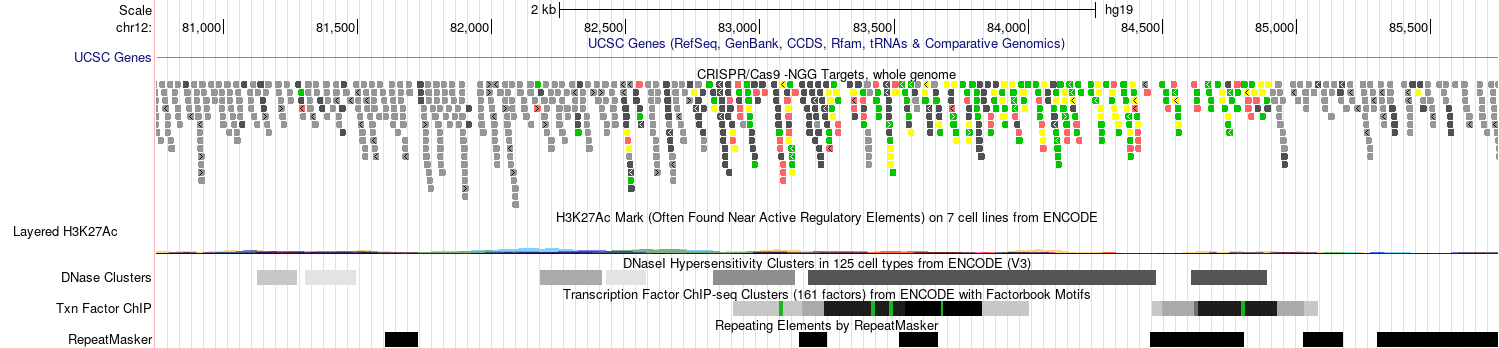 Scale 2 kb hg19
chr12: 81,000 81,500 82,000 82,500 83,000 83,500 84,000 84,500 85,000 85,500
UCSC Genes (RefSeq, GenBank, CCDS, Rfam, tRNAs & Comparative Genomics)
UCSC Genes
CRISPR/Cas9 -NGG Targets, whole genome
H3K27Ac Mark (Often Found Near Active Regulatory Elements) on 7 cell lines from ENCODE
Layered H3K27Ac
DNaseI Hypersensitivity Clusters in 125 cell types from ENCODE (V3)
DNase Clusters
Transcription Factor ChIP-seq Clusters (161 factors) from ENCODE with Factorbook Motifs
Txn Factor ChIP
Repeating Elements by RepeatMasker
RepeatMasker